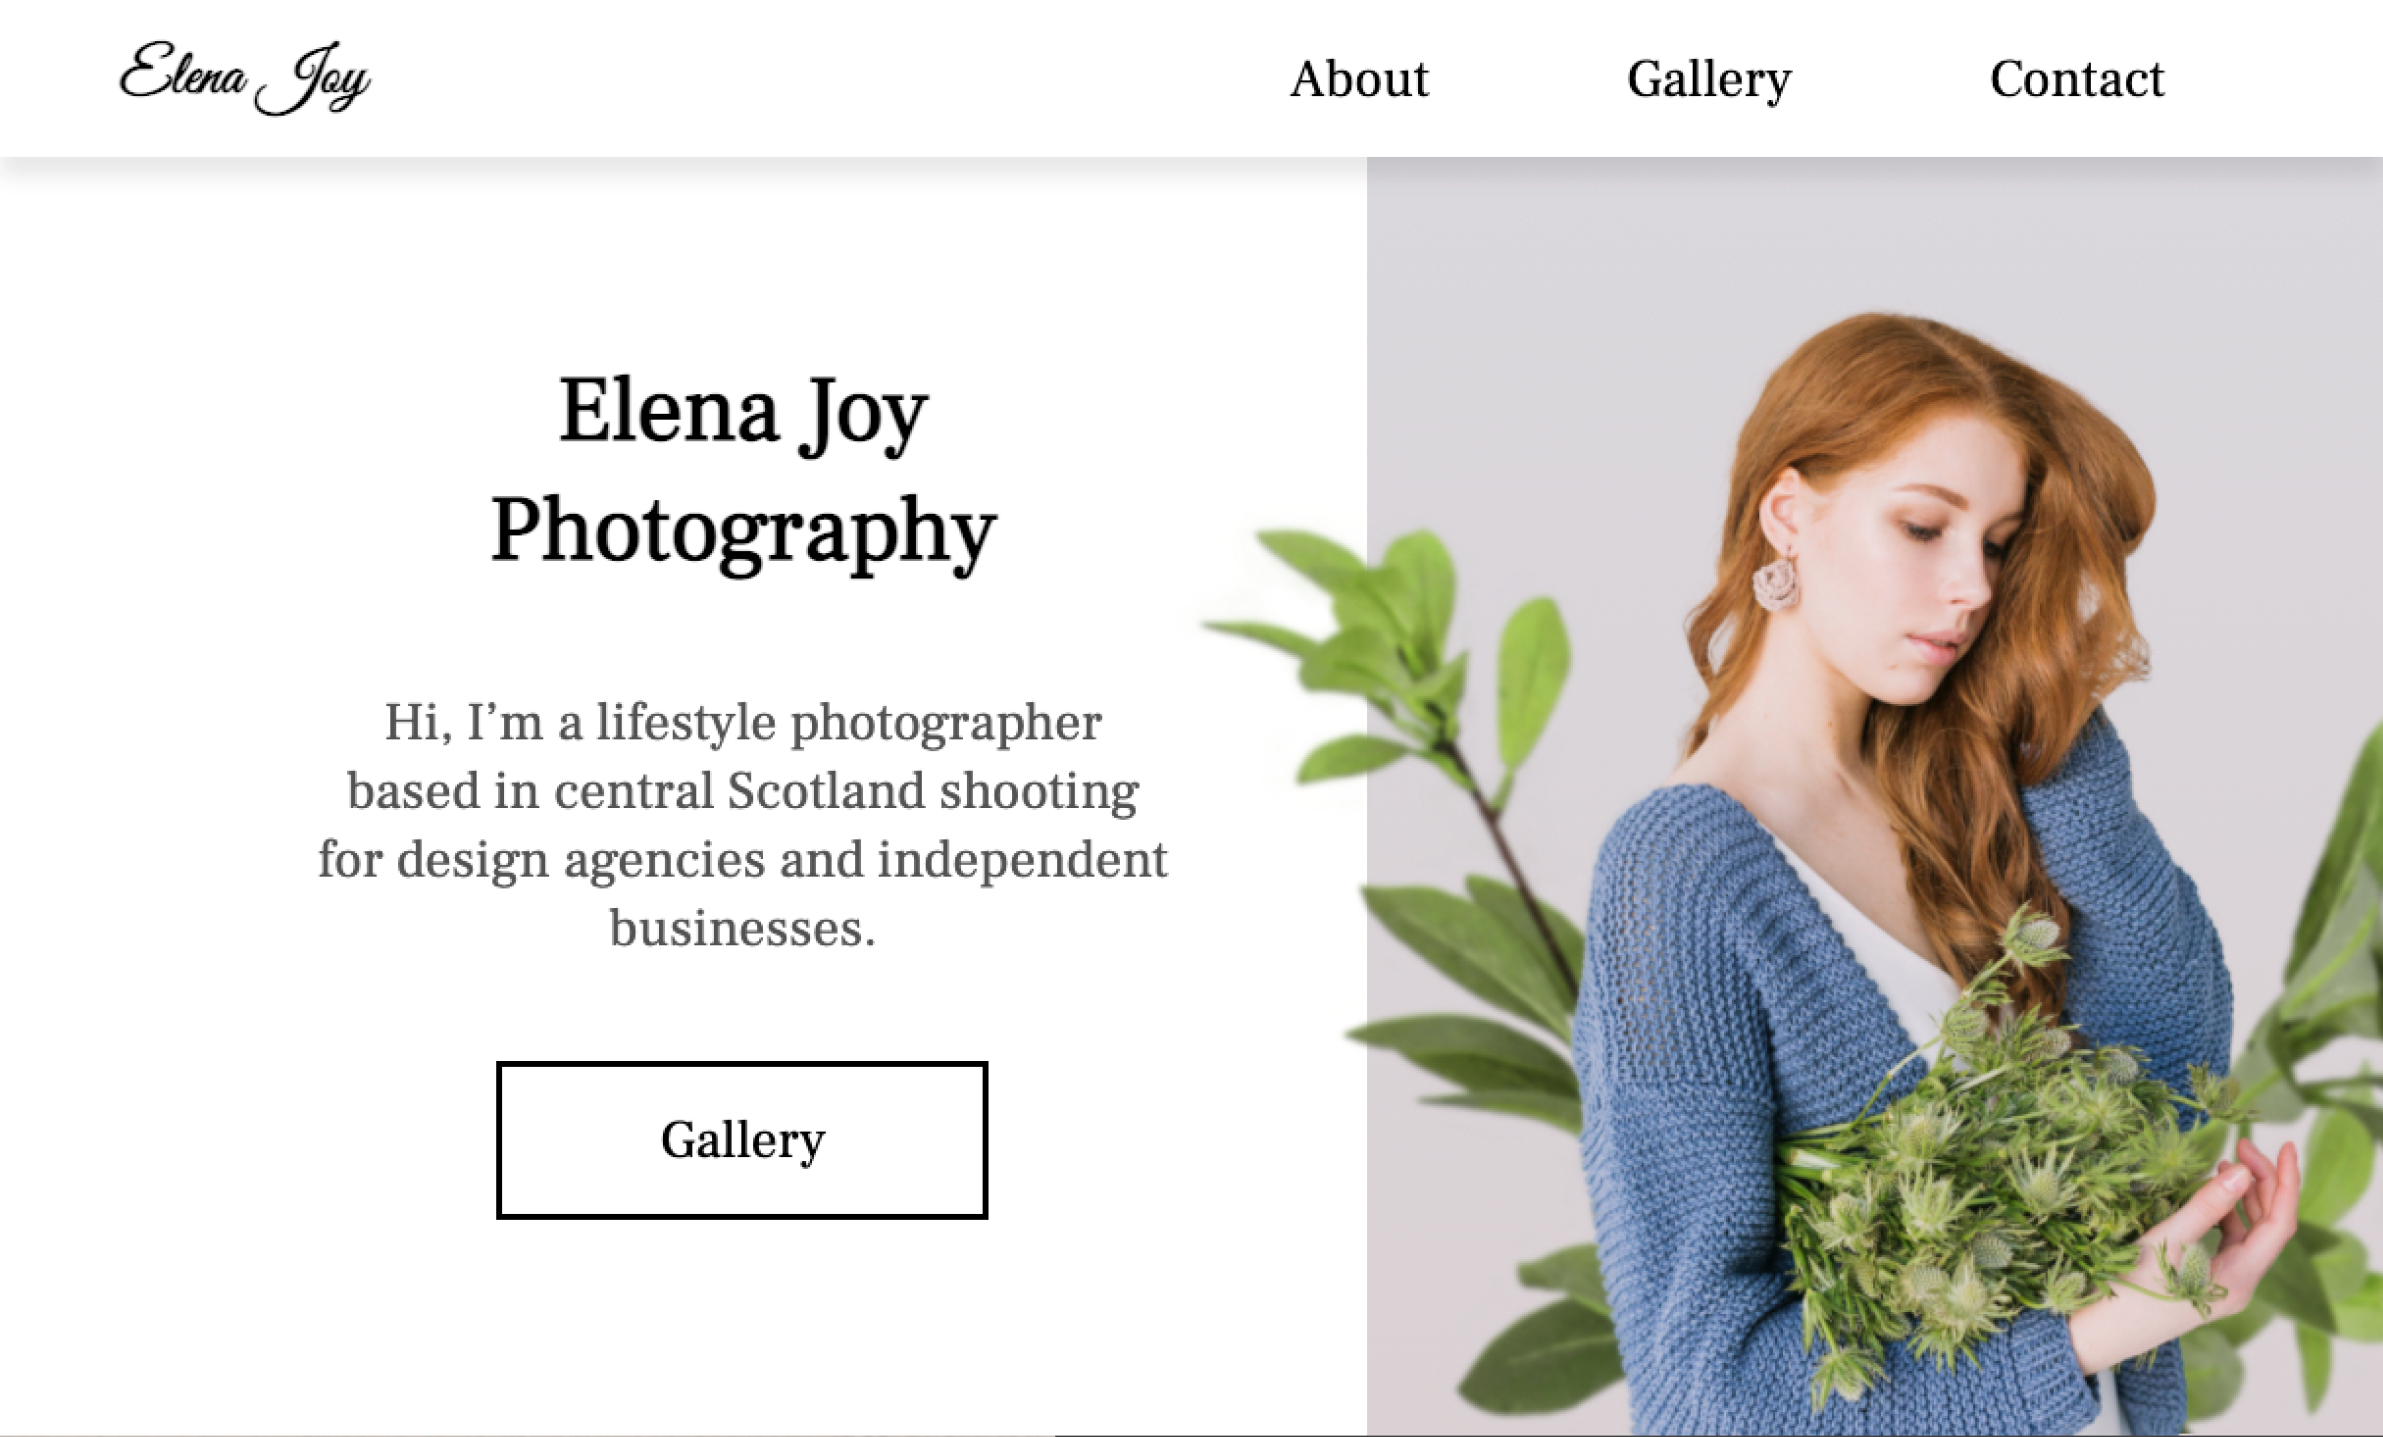 Elena Joy
About
Gallery
Contact
Elena Joy
Photography
Hi, I’m a lifestyle photographer
based in central Scotland shooting
for design agencies and independent
businesses.
Gallery